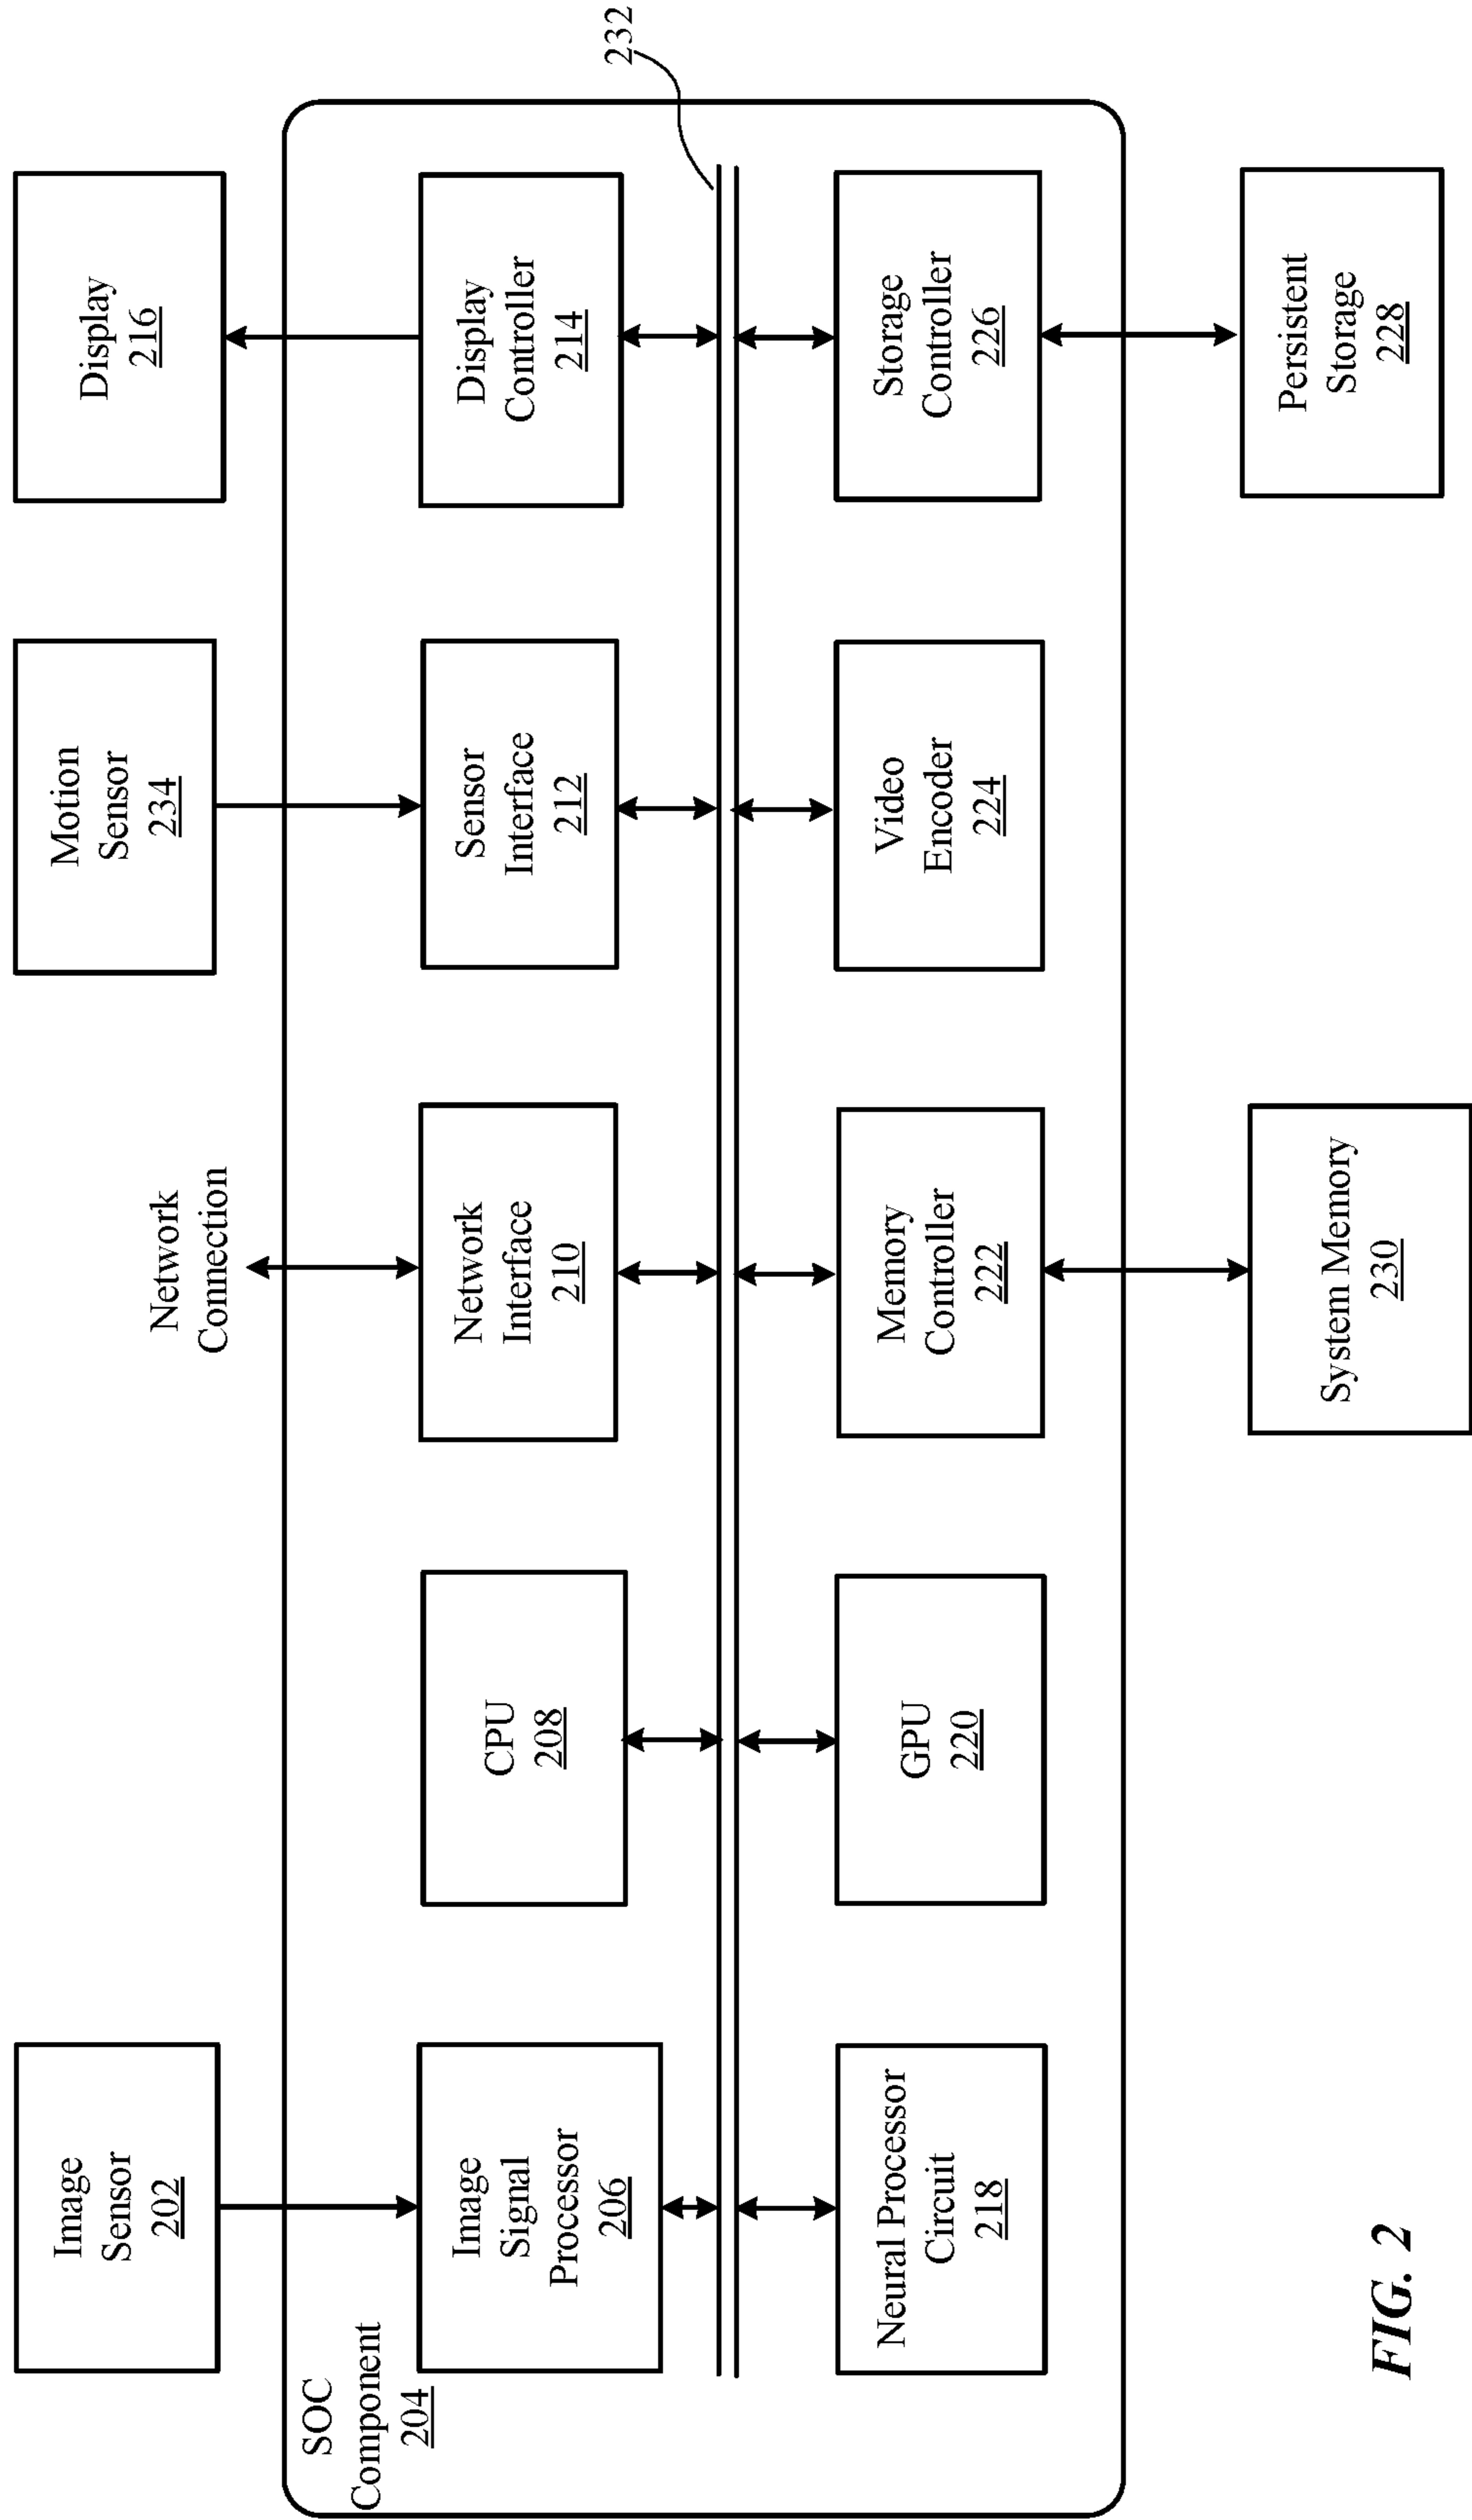 Image
Sensor
202
Network
Connection
Motion
Sensor
234
Display
216
SOC
Component
204
Image
Signal
Processor
206
CPU
208
Network
Interface
210
Sensor
Interface
212
Display
Controller
214
232
Neural Processor
Circuit
218
GPU
220
Memory
Controller
222
Video
Encoder
224
Storage
Controller
226
System Memory
230
Persistent
Storage
228
FIG. 2